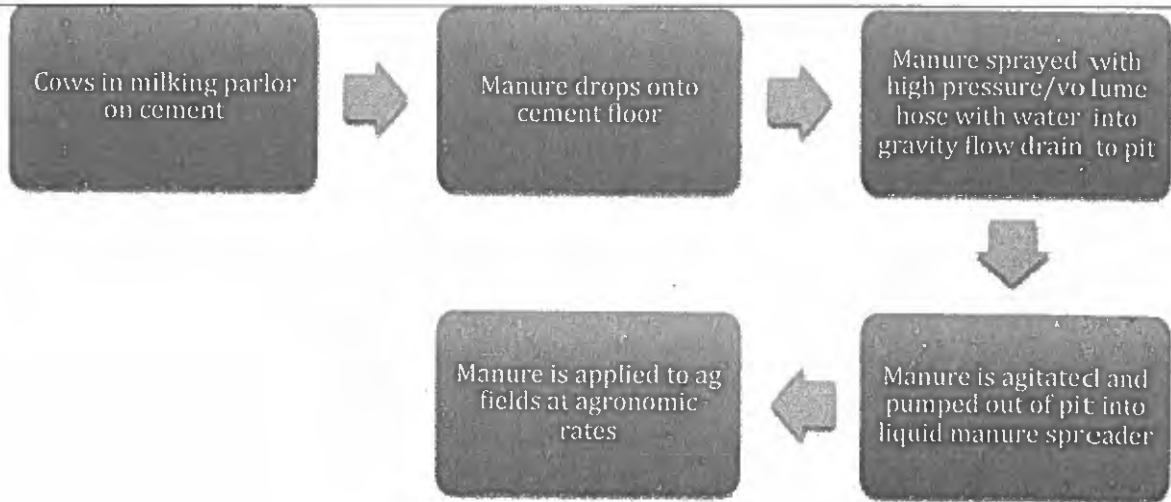 Cows in milking parlor
on cement
Manure drops onto
cement floor
Manure sprayed with
high pressure/volume
hose with water into
gravity flow drain to pit
Manure is agitated and
pumped out of pit into
liquid manure spreader
Manure is applied to ag
fields at agronomic
rates